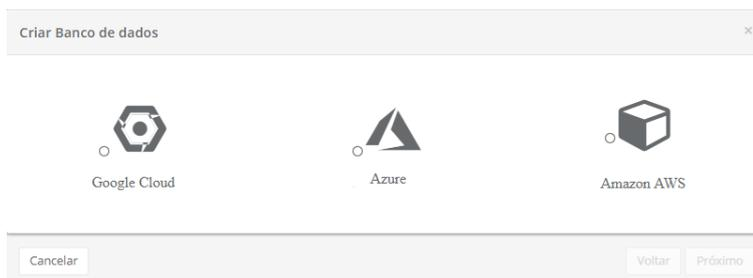 Criar Banco de dados
×
Google Cloud
Azure
Amazon AWS
Cancelar
Voltar
Próximo